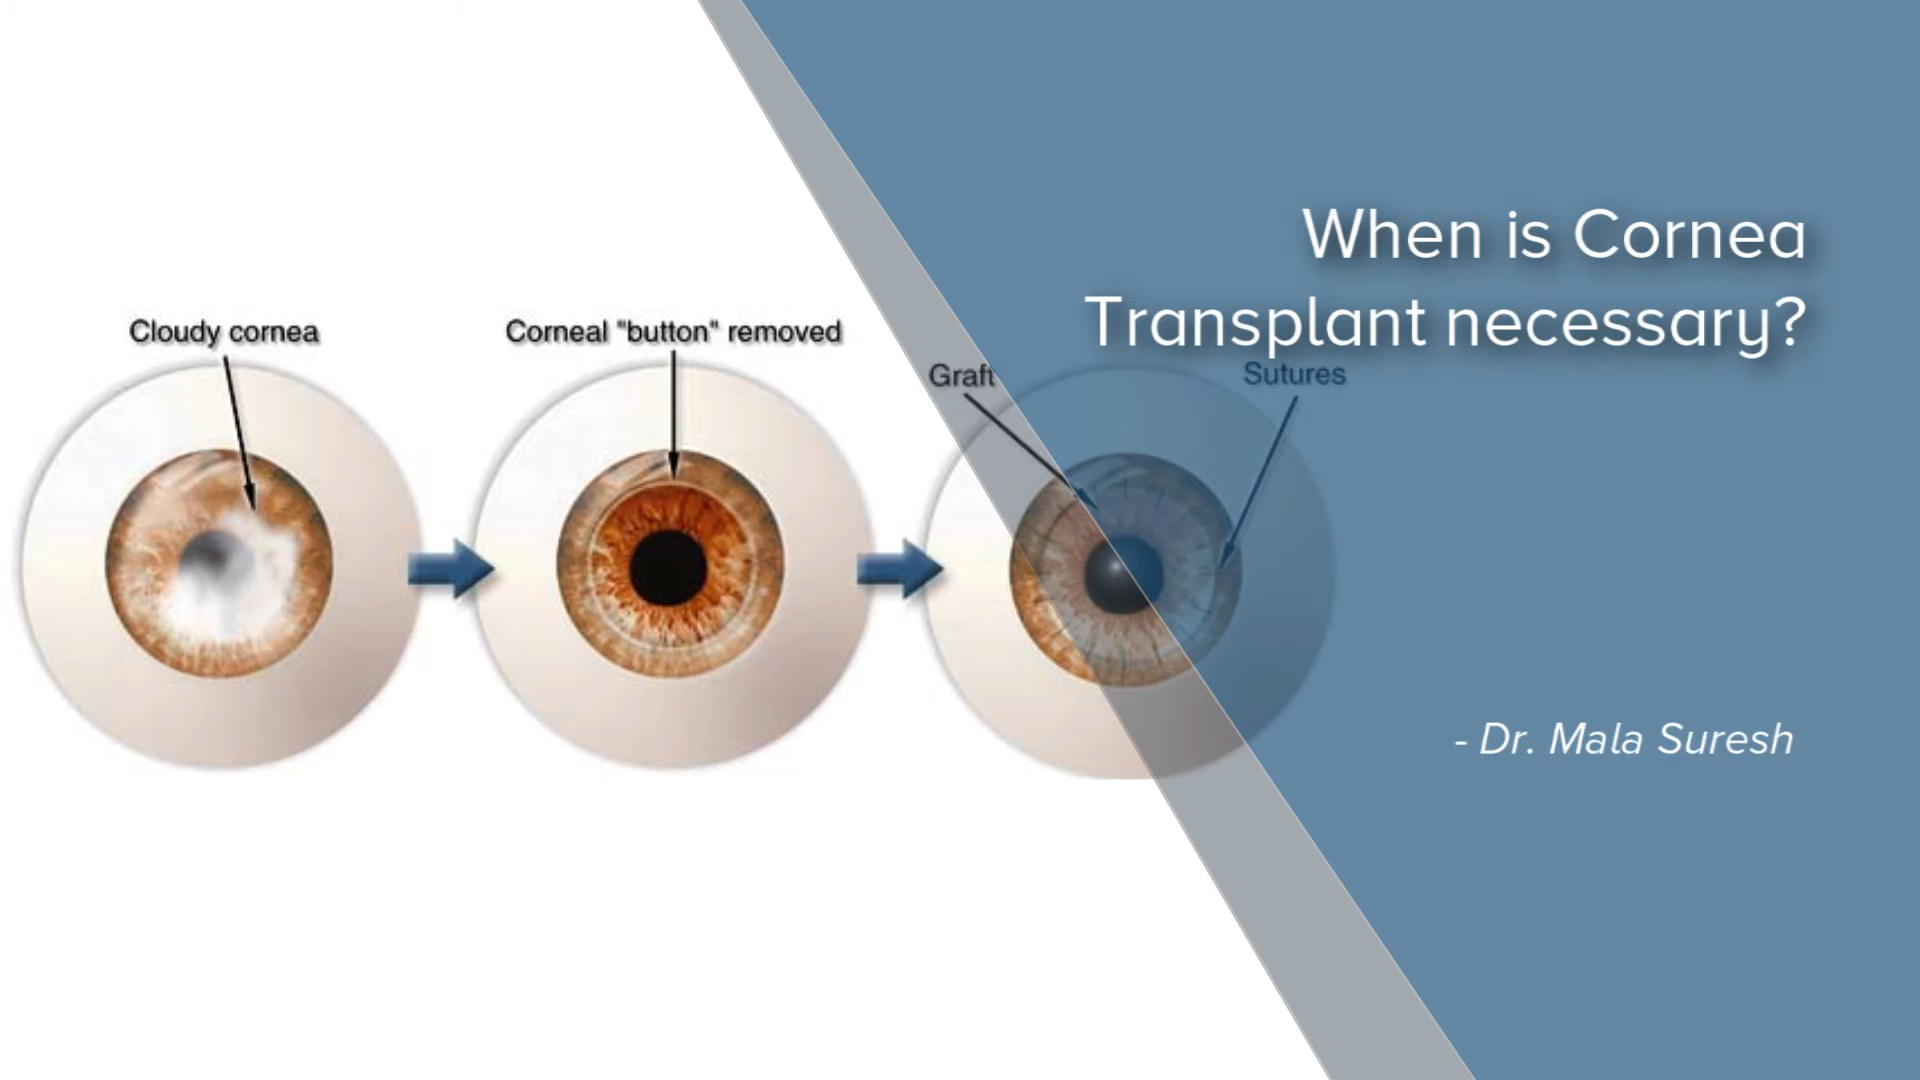 When is Cornea
Transplant necessary?
Cloudy cornea
Corneal "button" removed
Graft
Sutures
- Dr. Mala Suresh